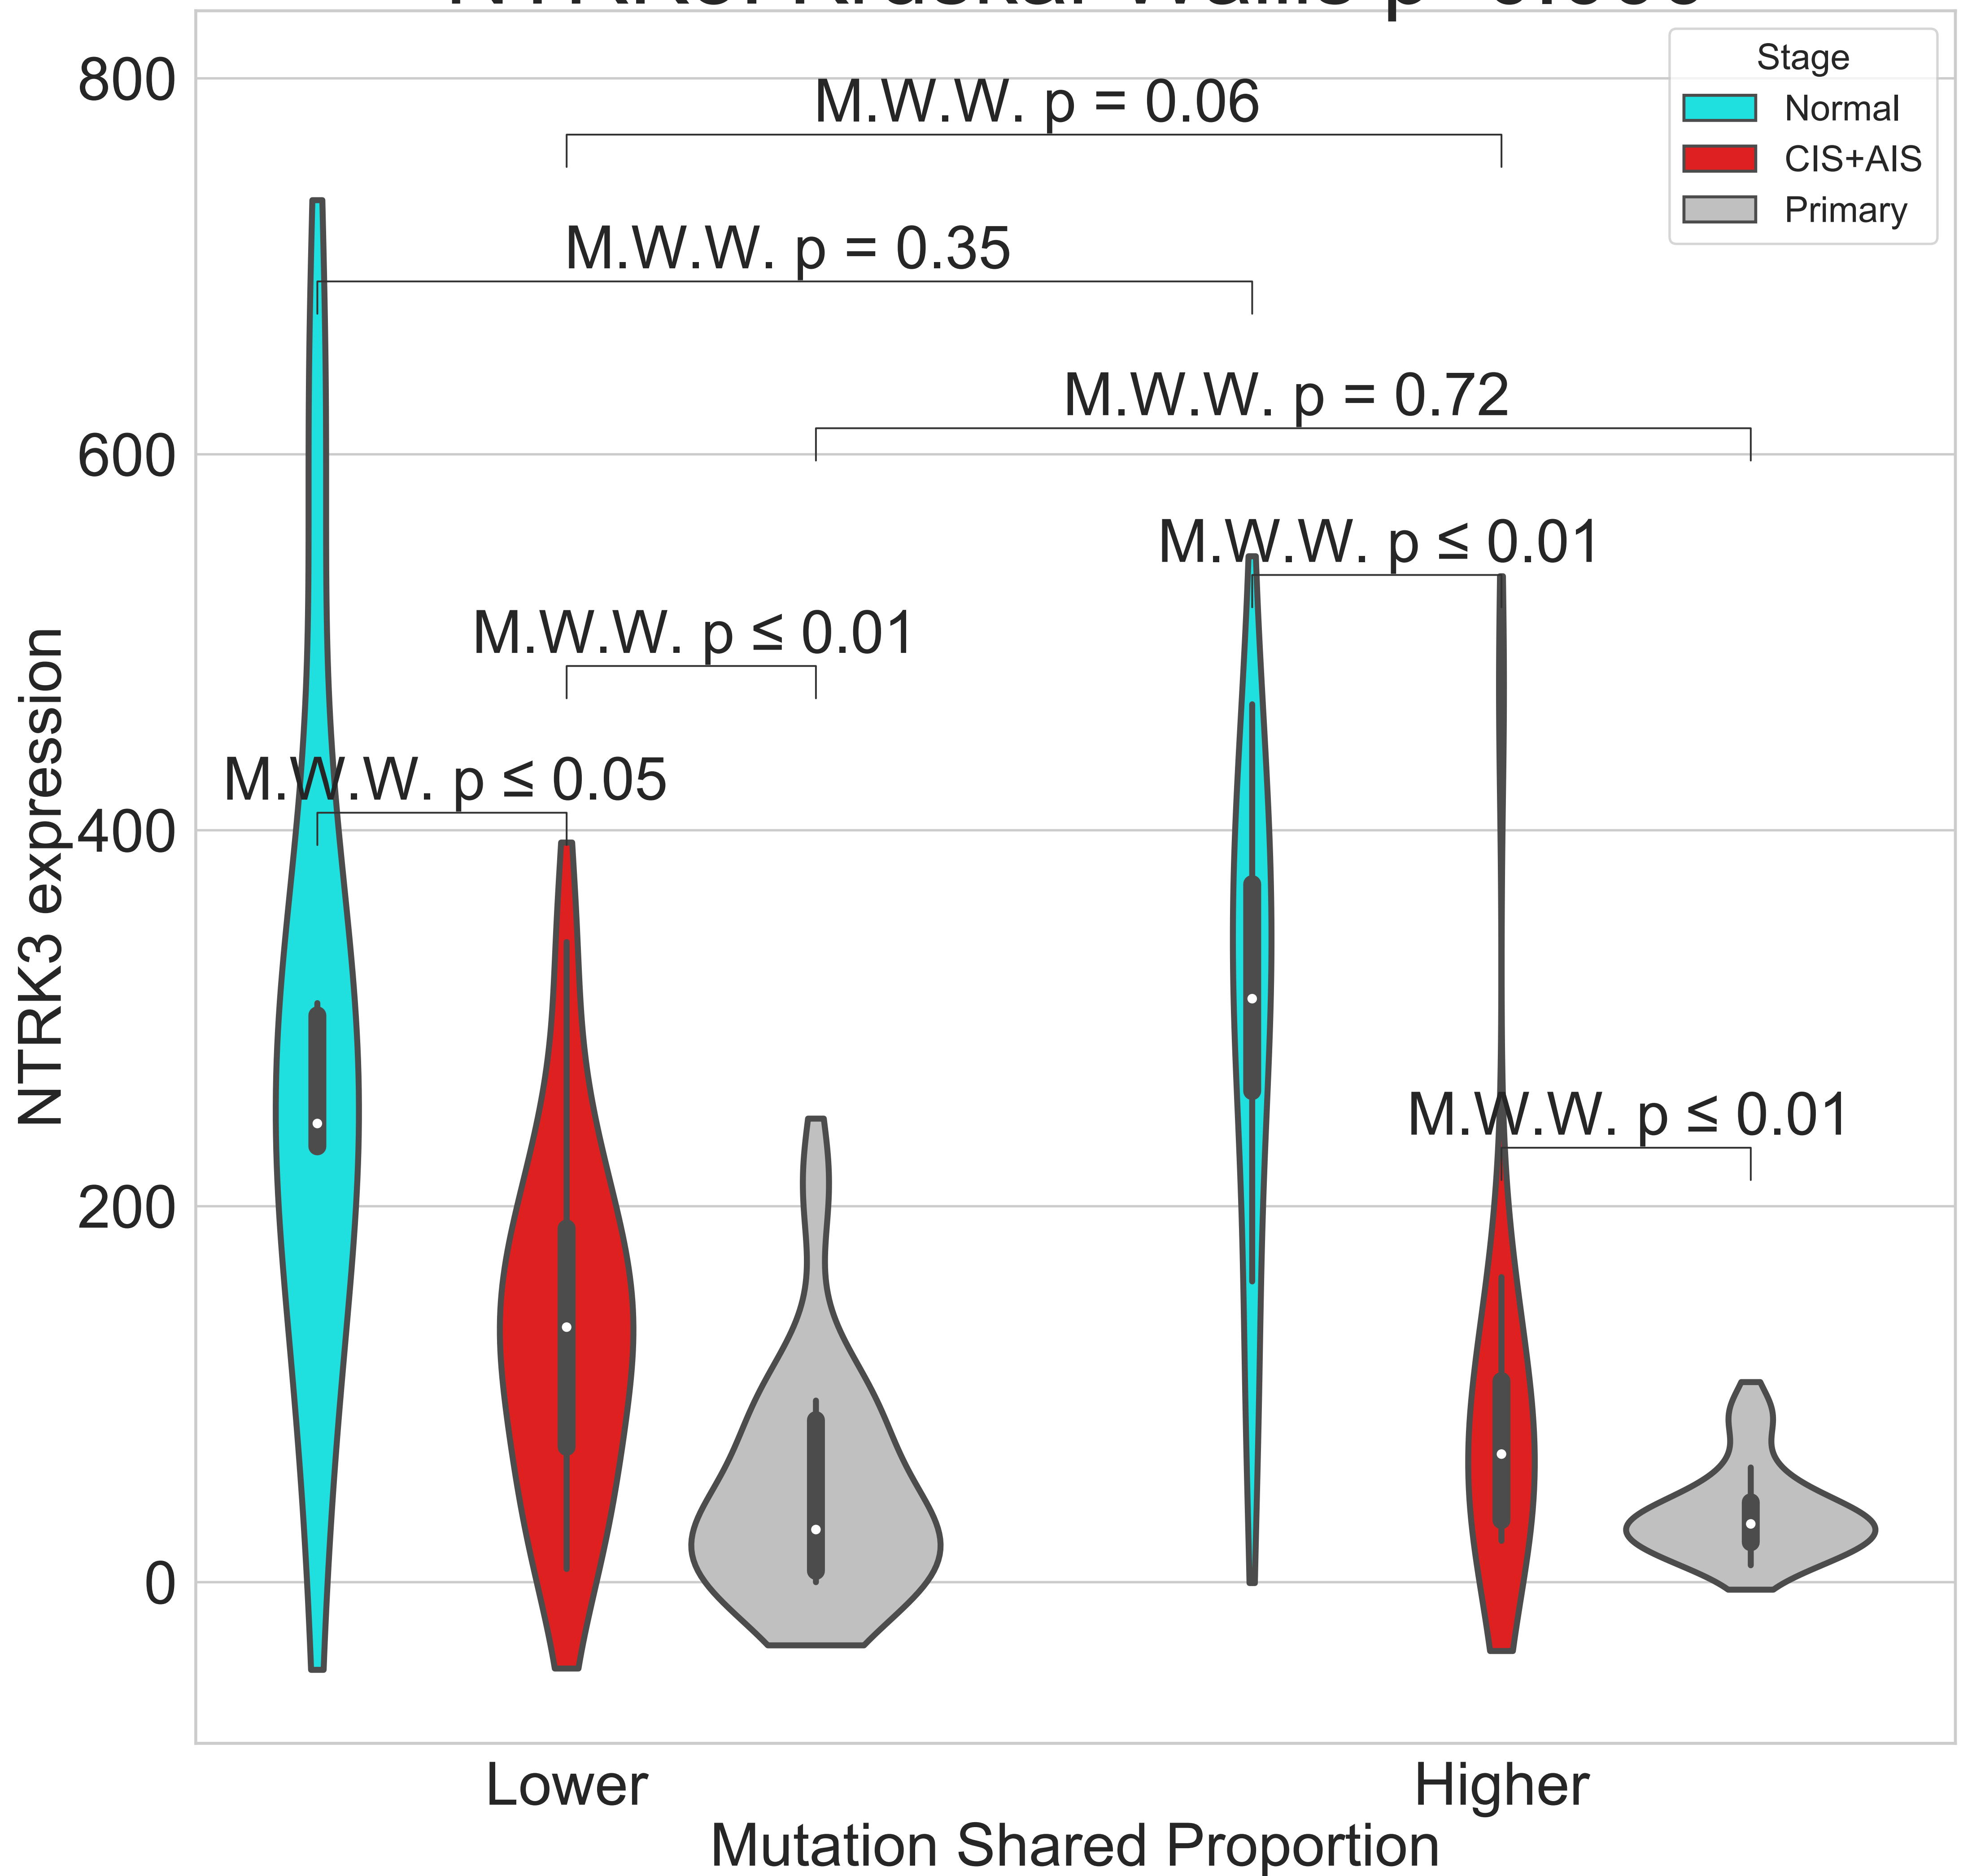 Stage
Normal
CIS+AIS
Primary
M.W.W. p = 0.06
M.W.W. p = 0.35
M.W.W. p = 0.72
M.W.W. p ≤ 0.01
M.W.W. p ≤ 0.01
M.W.W. p ≤ 0.05
M.W.W. p ≤ 0.01
800
600
400
200
0
NTRK3 expression
Lower
Higher
Mutation Shared Proportion